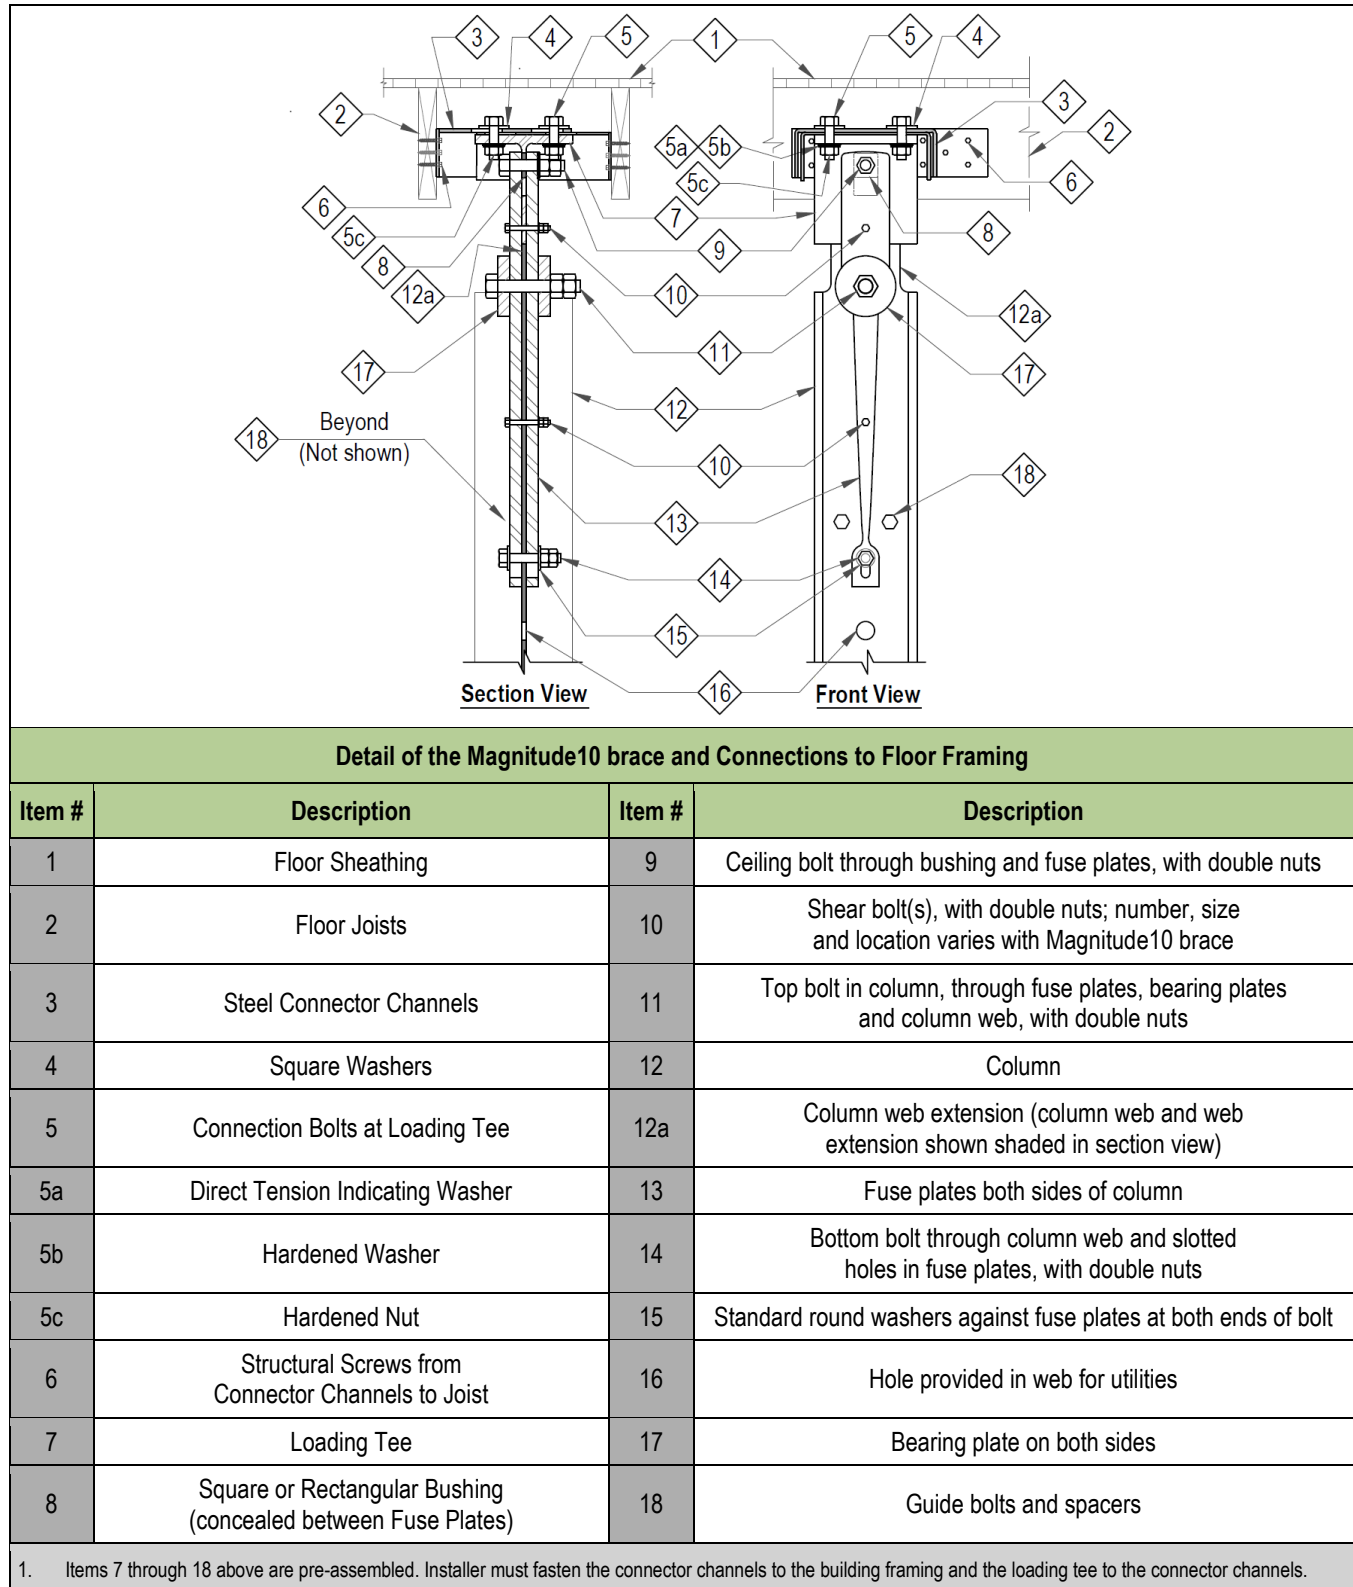 3
4
5
1
5
4
2
3
2
5a
5b
5c
6
6
7
5c
8
9
8
12a
10
12a
11
17
17
12
18
Beyond
(Not shown)
10
18
13
14
15
16
Section View
Front View
Detail of the Magnitude10 brace and Connections to Floor Framing
Item #
Description
Item #
Description
1
Floor Sheathing
9
Ceiling bolt through bushing and fuse plates, with double nuts
2
Floor Joists
10
Shear bolt(s), with double nuts; number, size
and location varies with Magnitude10 brace
3
Steel Connector Channels
11
Top bolt in column, through fuse plates, bearing plates
and column web, with double nuts
4
Square Washers
12
Column
5
Connection Bolts at Loading Tee
12a
Column web extension (column web and web
extension shown shaded in section view)
5a
Direct Tension Indicating Washer
13
Fuse plates both sides of column
5b
Hardened Washer
14
Bottom bolt through column web and slotted
holes in fuse plates, with double nuts
5c
Hardened Nut
15
Standard round washers against fuse plates at both ends of bolt
6
Structural Screws from
Connector Channels to Joist
16
Hole provided in web for utilities
7
Loading Tee
17
Bearing plate on both sides
8
Square or Rectangular Bushing
(concealed between Fuse Plates)
18
Guide bolts and spacers
1. Items 7 through 18 above are pre-assembled. Installer must fasten the connector channels to the building framing and the loading tee to the connector channels.